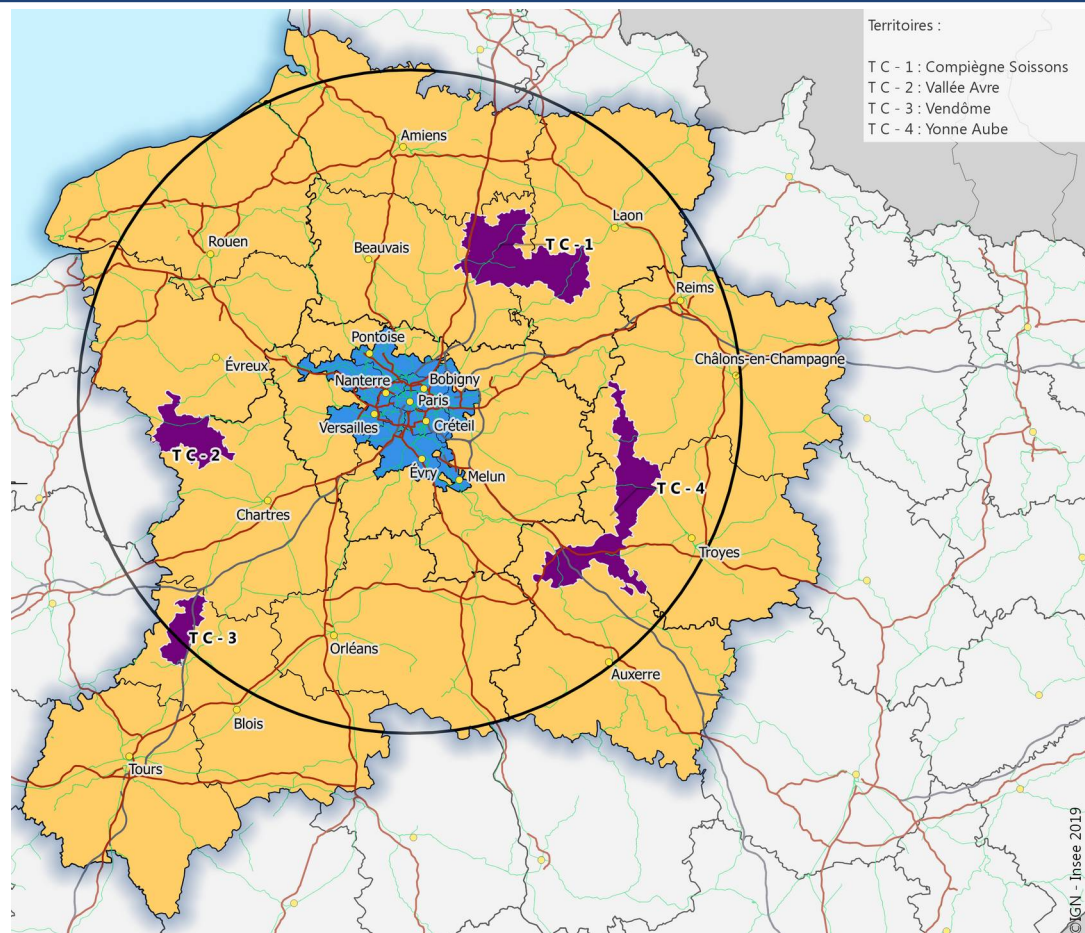 Territoires :
T C - 1 : Compiègne Soissons
T C - 2 : Vallée Avre
T C - 3 : Vendôme
T C - 4 : Yonne Aube
Amiens
Laon
Rouen
Beauvais
T C - 1
Reims
Pontoise
Évreux
Châlons-en-Champagne
Nanterre
Bobigny
Paris
Versailles
Créteil
T C - 2
Évry
Melun
T C - 4
Chartres
Troyes
T C - 3
Orléans
Auxerre
Blois
Tours
©IGN - Insee 2019